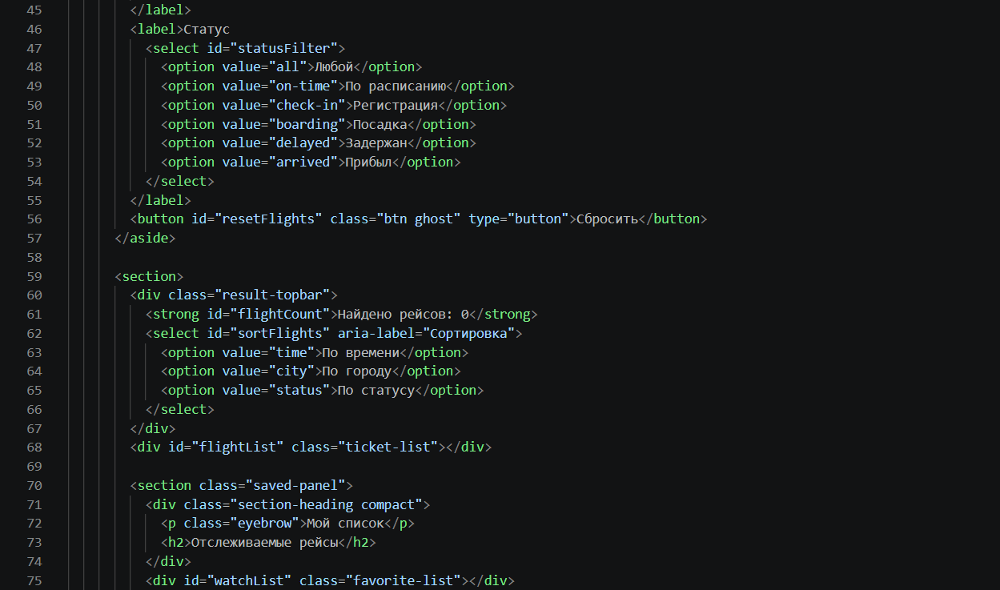 45 </label>
46 <label>Статус
47 <select id="statusFilter">
48 <option value="all">Любой</option>
49 <option value="on-time">По расписанию</option>
50 <option value="check-in">Регистрация</option>
51 <option value="boarding">Посадка</option>
52 <option value="delayed">Задержан</option>
53 <option value="arrived">Прибыл</option>
54 </select>
55 </label>
56 <button id="resetFlights" class="btn ghost" type="button">Сбросить</button>
57 </aside>
58
59 <section>
60 <div class="result-topbar">
61 <strong id="flightCount">Найдено рейсов: 0</strong>
62 <select id="sortFlights" aria-label="Сортировка">
63 <option value="time">По времени</option>
64 <option value="city">По городу</option>
65 <option value="status">По статусу</option>
66 </select>
67 </div>
68 <div id="flightList" class="ticket-list"></div>
69
70 <section class="saved-panel">
71 <div class="section-heading compact">
72 <p class="eyebrow">Мой список</p>
73 <h2>Отслеживаемые рейсы</h2>
74 </div>
75 <div id="watchList" class="favorite-list"></div>